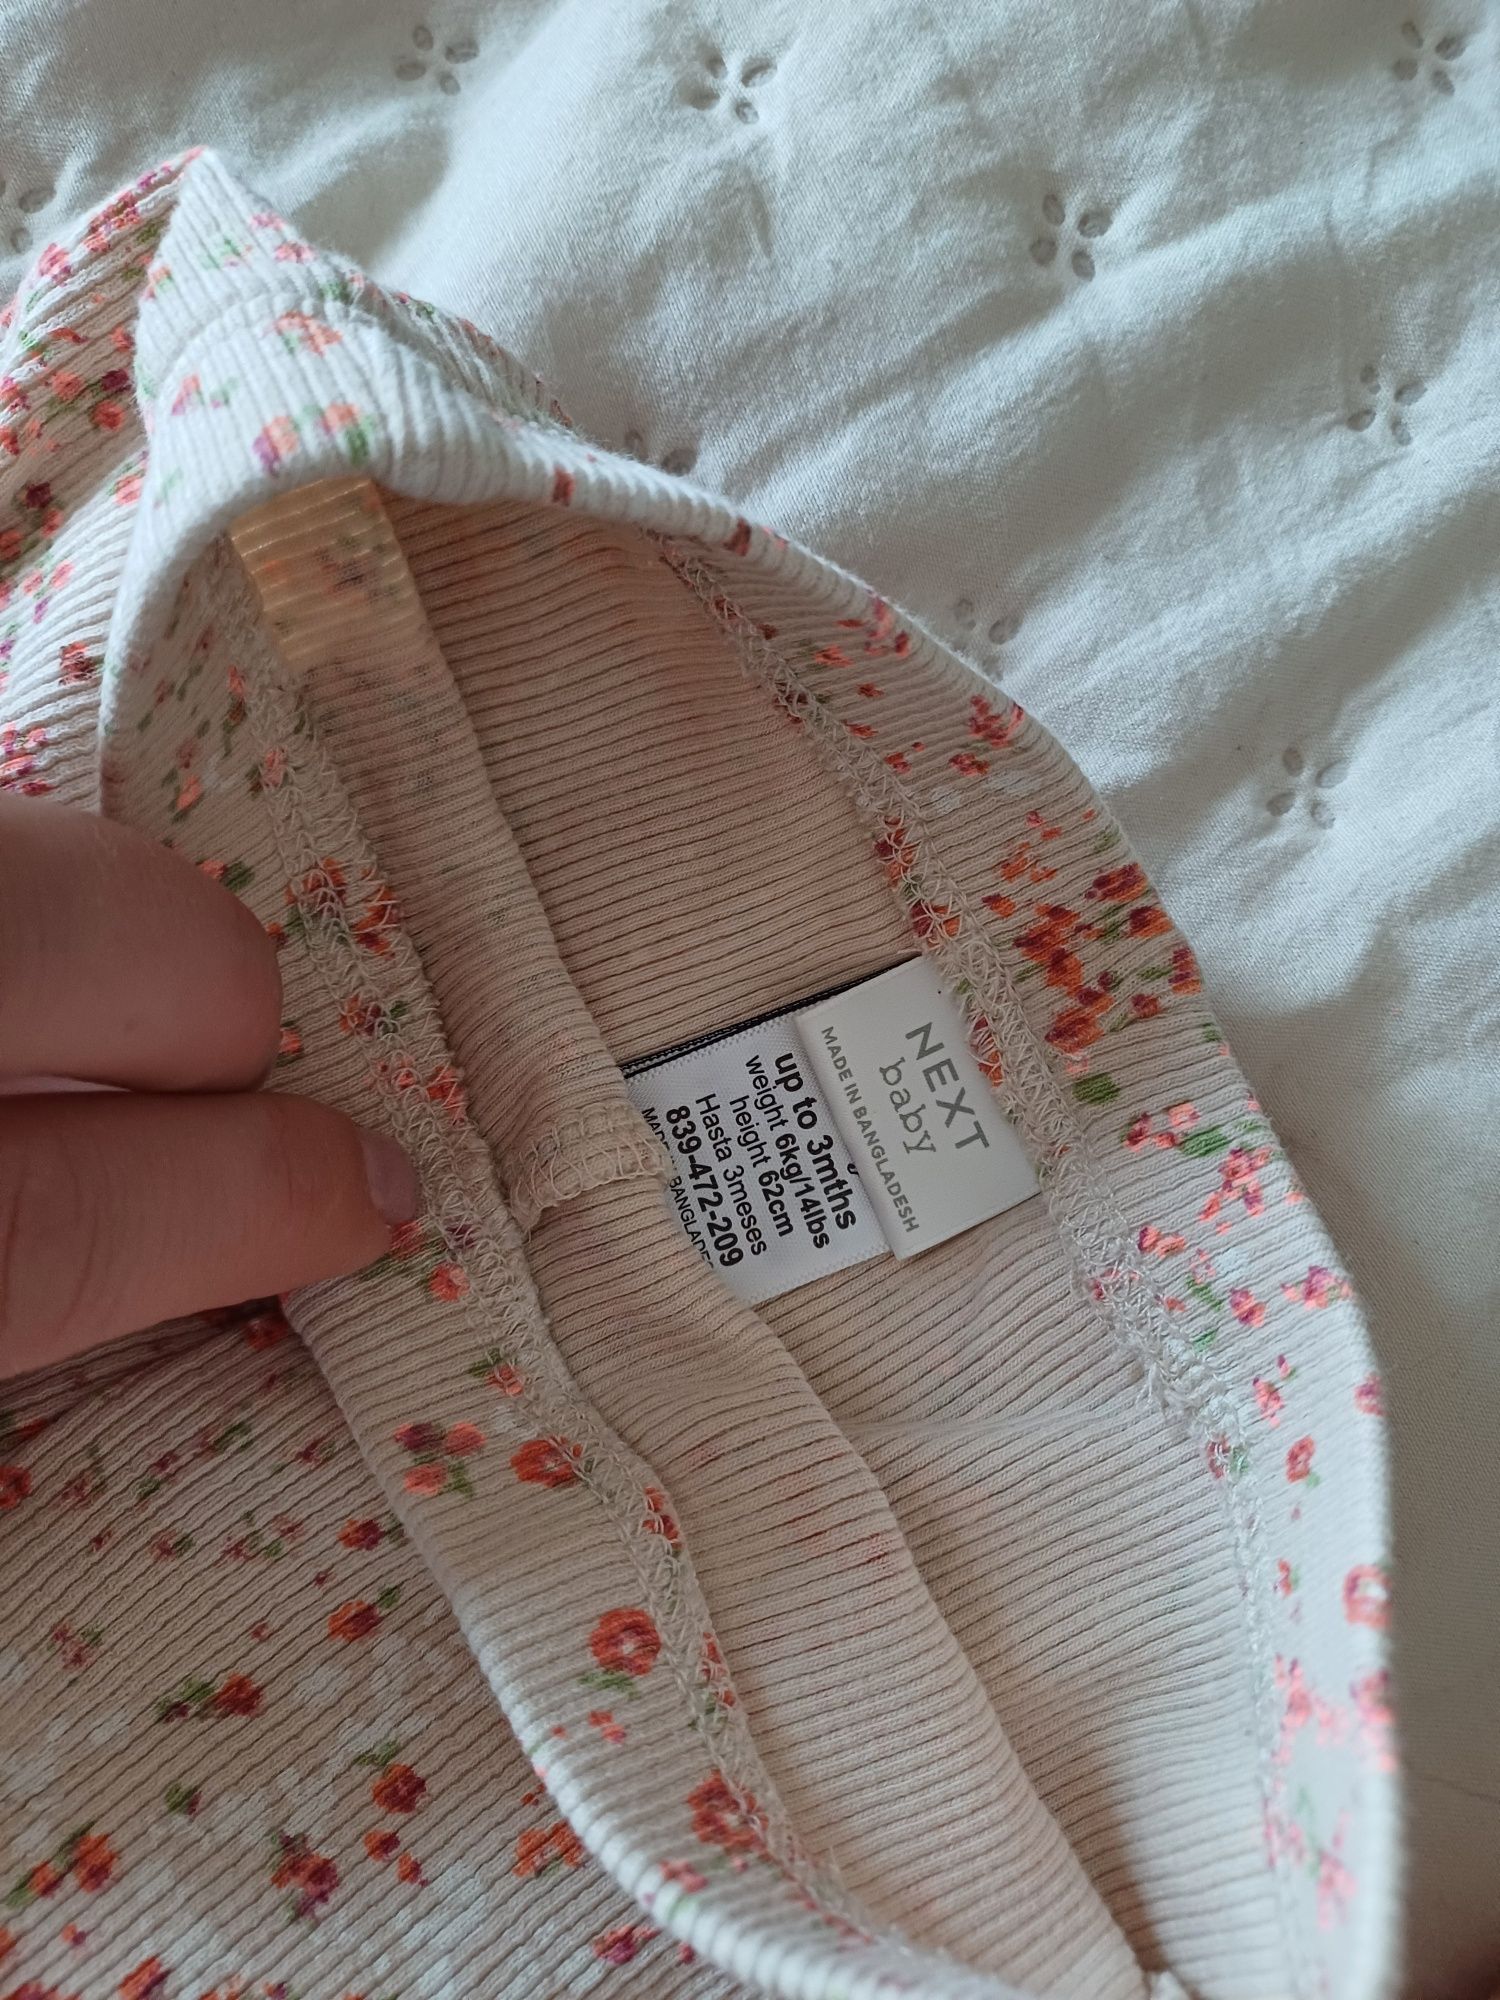 NEXT
baby
MADE IN BANGLADESH
up to 3mths
weight 6kg/14lbs
height 62cm
Hasta 3meses
839-472-209